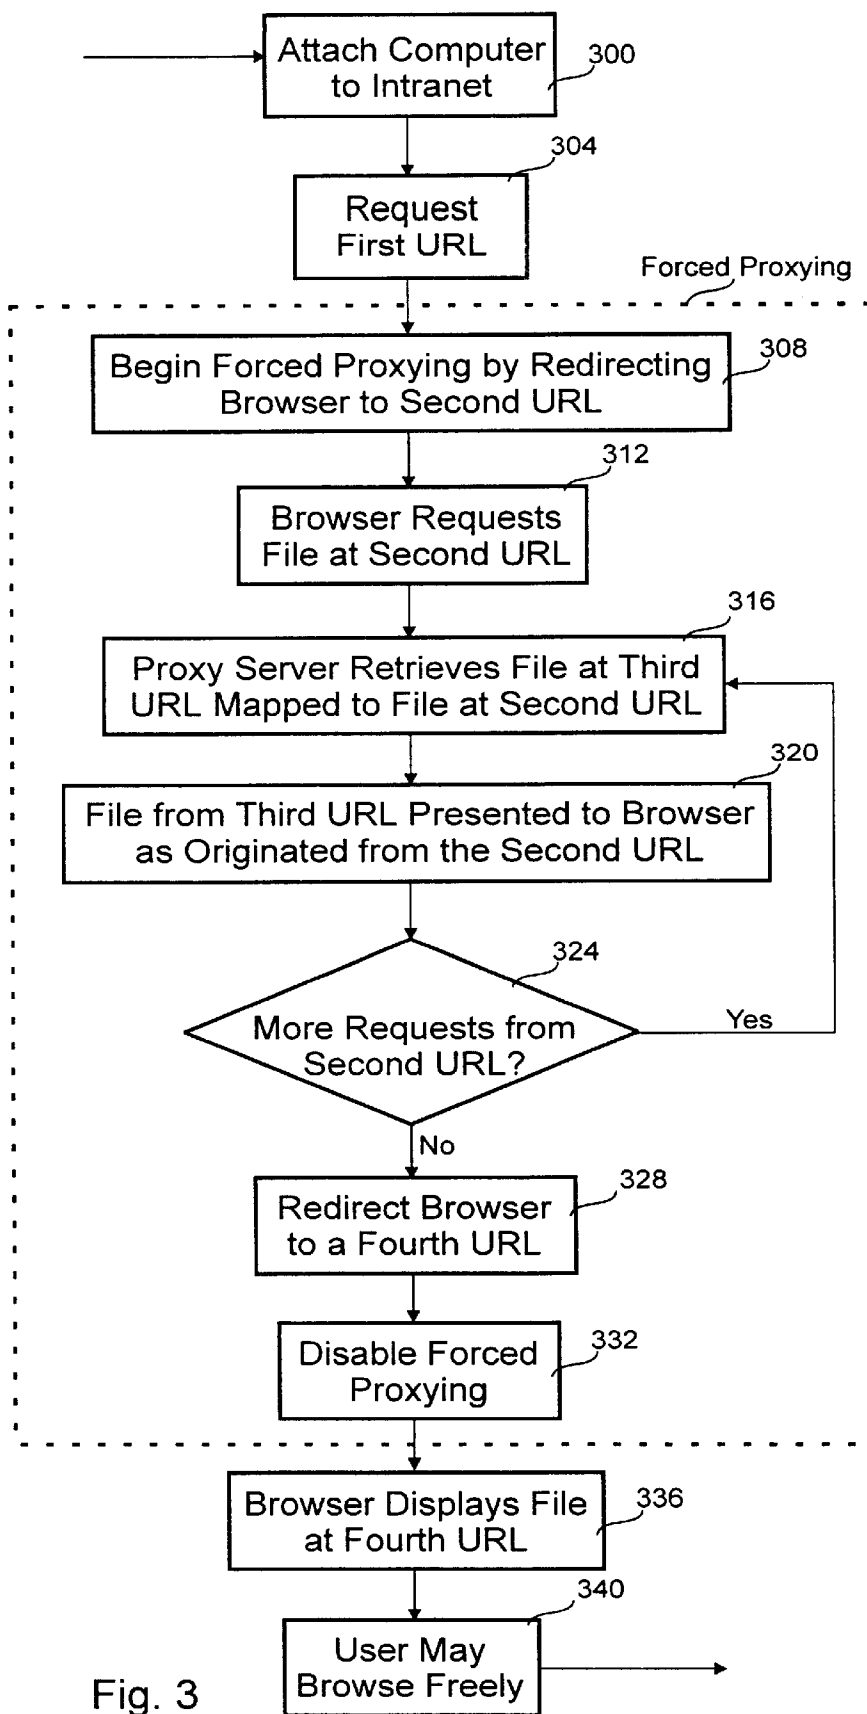 Attach Computer
to Intranet
300
304
Request
First URL
Forced Proxying
Begin Forced Proxying by Redirecting
Browser to Second URL
308
312
Browser Requests
File at Second URL
316
Proxy Server Retrieves File at Third
URL Mapped to File at Second URL
320
File from Third URL Presented to Browser
as Originated from the Second URL
324
More Requests from
Second URL?
Yes
No
328
Redirect Browser
to a Fourth URL
Disable Forced
Proxying
332
Browser Displays File
at Fourth URL
336
340
User May
Browse Freely
Fig. 3